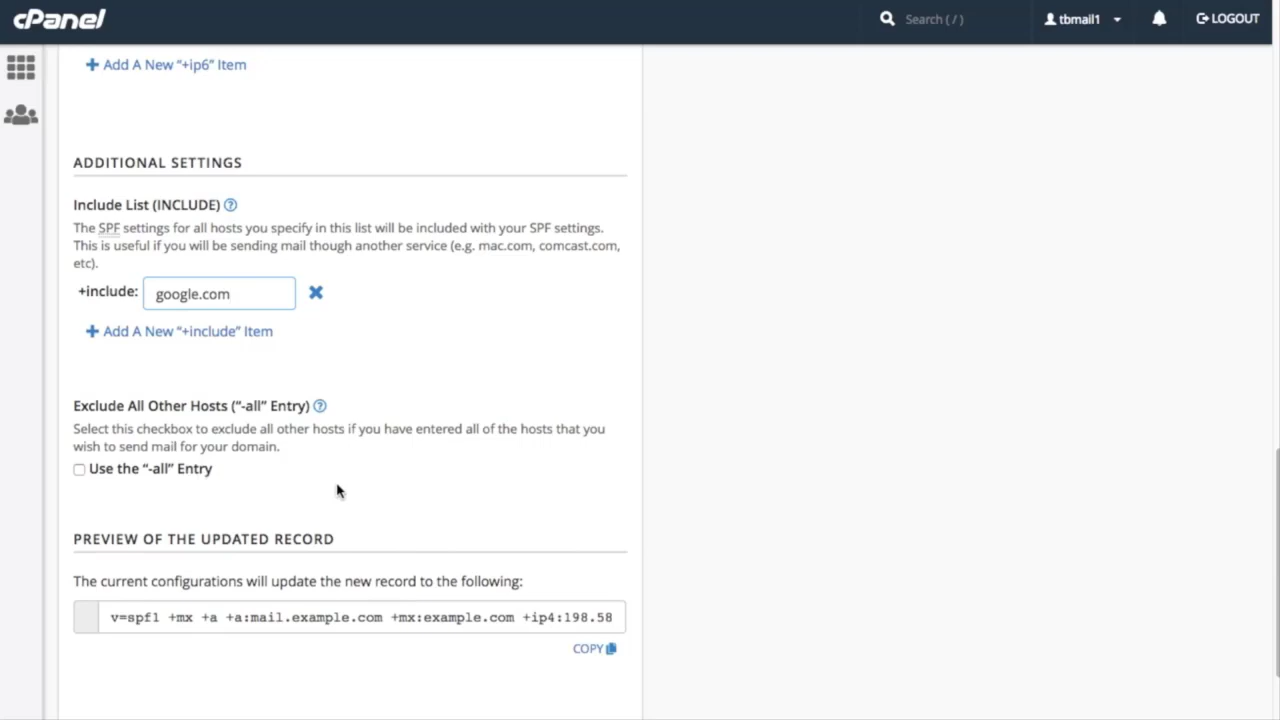 cPanel
Search ( / )
tbmail1
LOGOUT
Add A New “+ip6” Item
ADDITIONAL SETTINGS
Include List (INCLUDE)
The SPF settings for all hosts you specify in this list will be included with your SPF settings.
This is useful if you will be sending mail though another service (e.g. mac.com, comcast.com,
etc).
+include: google.com
Add A New “+include” Item
Exclude All Other Hosts (“-all” Entry)
Select this checkbox to exclude all other hosts if you have entered all of the hosts that you
wish to send mail for your domain.
Use the “-all” Entry
PREVIEW OF THE UPDATED RECORD
The current configurations will update the new record to the following:
v=spf1 +mx +a +a:mail.example.com +mx:example.com +ip4:198.58
COPY